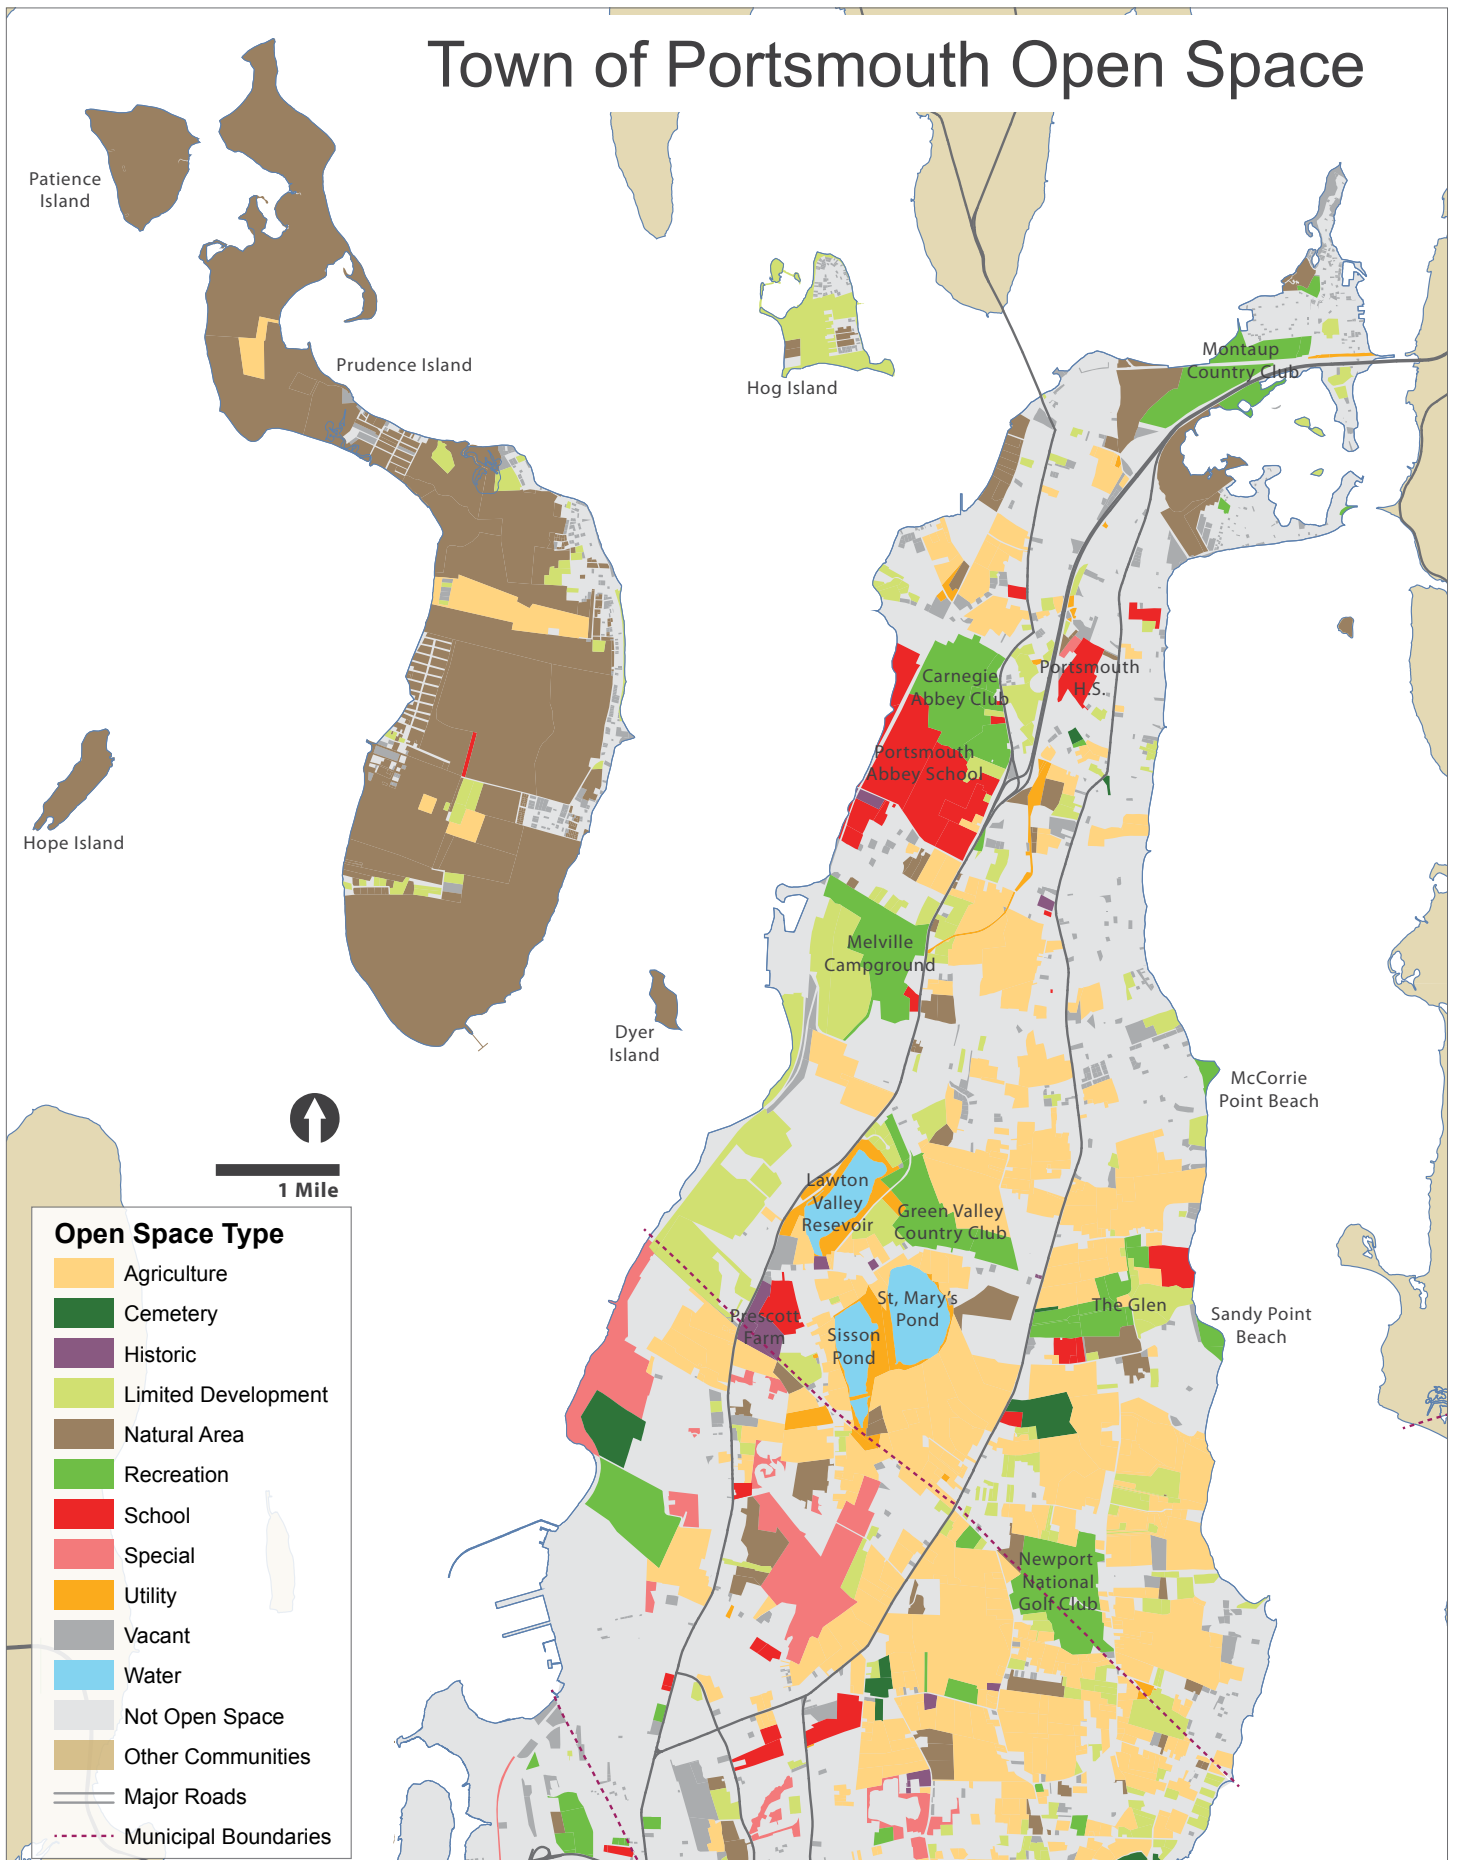 Town of Portsmouth Open Space
Patience
Island
Prudence Island
Hog Island
Montaup
Country Club
Carnegie
Abbey Club
Portsmouth
H.S.
Portsmouth
Abbey School
Hope Island
Melville
Campground
Dyer
Island
McCorrie
Point Beach
1 Mile
Lawton
Valley
Resevoir
Green Valley
Country Club
St, Mary's
Pond
The Glen
Sandy Point
Beach
Prescott
Farm
Sisson
Pond
Newport
National
Golf Club
Open Space Type
Agriculture
Cemetery
Historic
Limited Development
Natural Area
Recreation
School
Special
Utility
Vacant
Water
Not Open Space
Other Communities
Major Roads
Municipal Boundaries